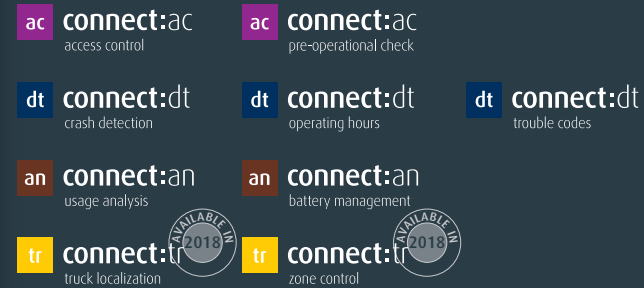 ac connect:ac ac connect:ac
access control pre-operational check
dt connect:dt dt connect:dt dt connect:dt
crash detection operating hours trouble codes
an connect:an an connect:an
usage analysis battery management
AVAILABLE IN 2018 AVAILABLE IN 2018
tr connect:tr tr connect:tr
truck localization zone control